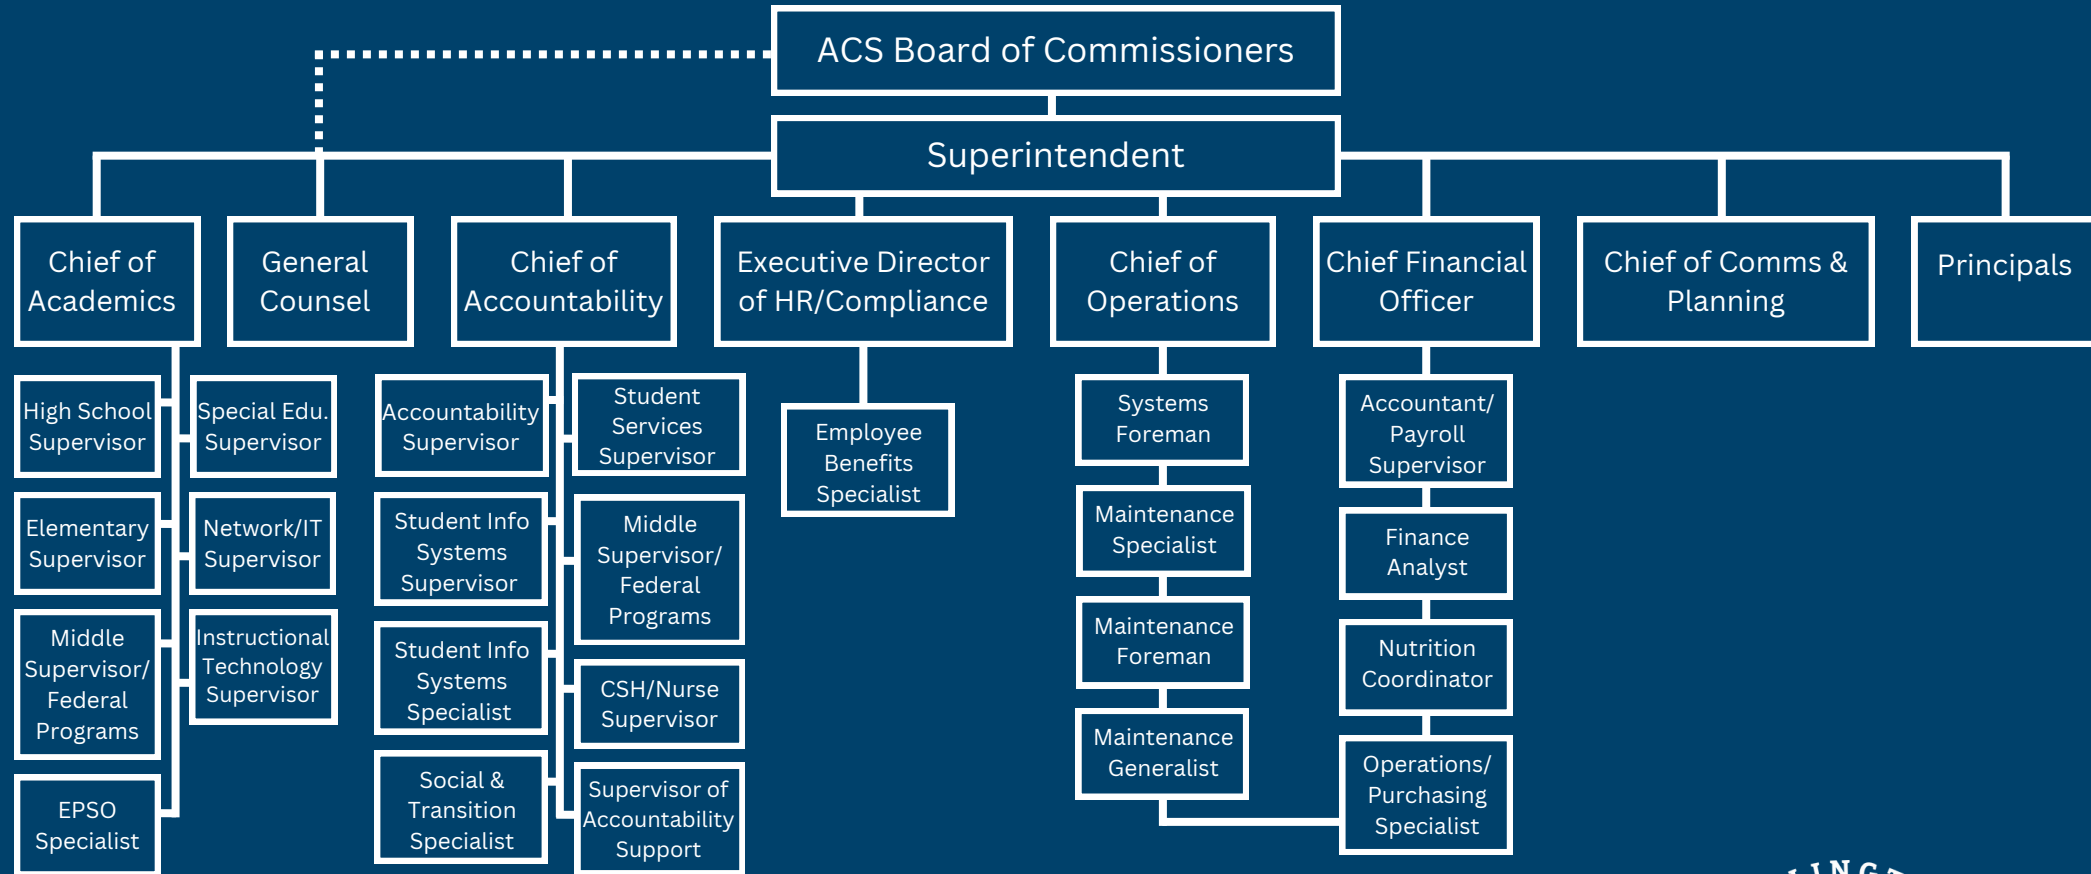 ACS Board of Commissioners
Superintendent
Chief of
Academics
General
Counsel
Chief of
Accountability
Executive Director
of HR/Compliance
Chief of
Operations
Chief Financial
Officer
Chief of Comms &
Planning
Principals
High School
Supervisor
Special Edu.
Supervisor
Elementary
Supervisor
Network/IT
Supervisor
Middle
Supervisor/
Federal
Programs
Instructional
Technology
Supervisor
EPSO
Specialist
Accountability
Supervisor
Student
Services
Supervisor
Student Info
Systems
Supervisor
Middle
Supervisor/
Federal
Programs
Student Info
Systems
Specialist
CSH/Nurse
Supervisor
Social &
Transition
Specialist
Supervisor of
Accountability
Support
Employee
Benefits
Specialist
Systems
Foreman
Maintenance
Specialist
Maintenance
Foreman
Maintenance
Generalist
Accountant/
Payroll
Supervisor
Finance
Analyst
Nutrition
Coordinator
Operations/
Purchasing
Specialist